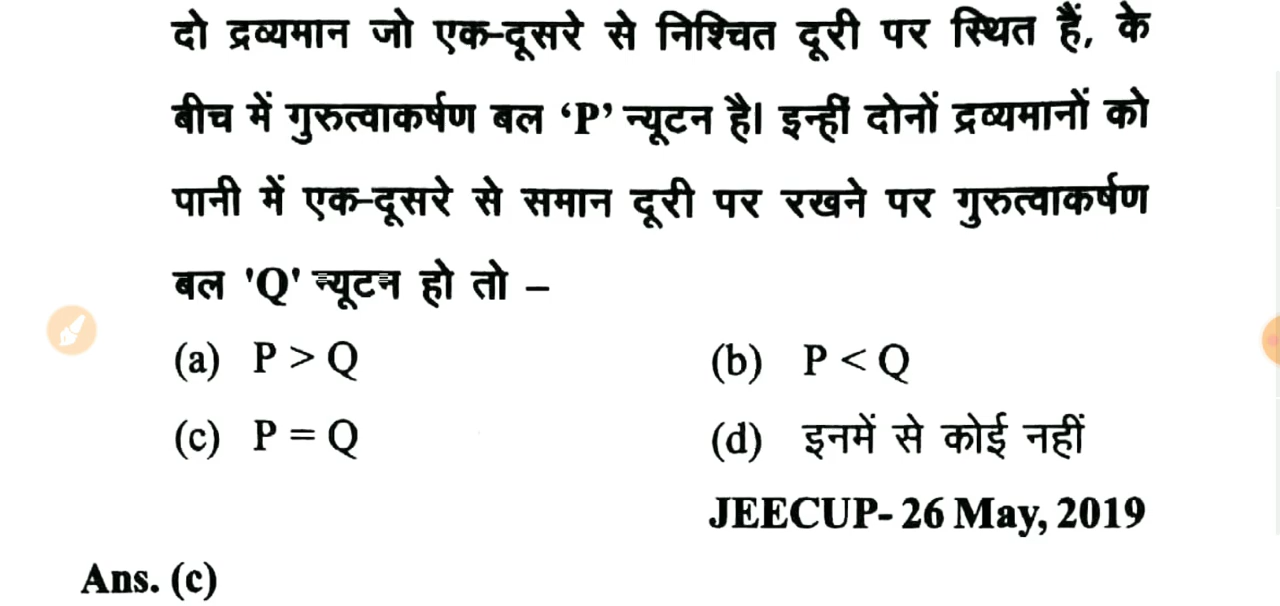 दो द्रव्यमान जो एक-दूसरे से निश्चित दूरी पर स्थित हैं, के
बीच में गुरुत्वाकर्षण बल ‘P’ न्यूटन है। इन्हीं दोनों द्रव्यमानों को
पानी में एक-दूसरे से समान दूरी पर रखने पर गुरुत्वाकर्षण
बल 'Q' न्यूटन हो तो –
(a) P > Q (b) P < Q
(c) P = Q (d) इनमें से कोई नहीं
JEECUP- 26 May, 2019
Ans. (c)